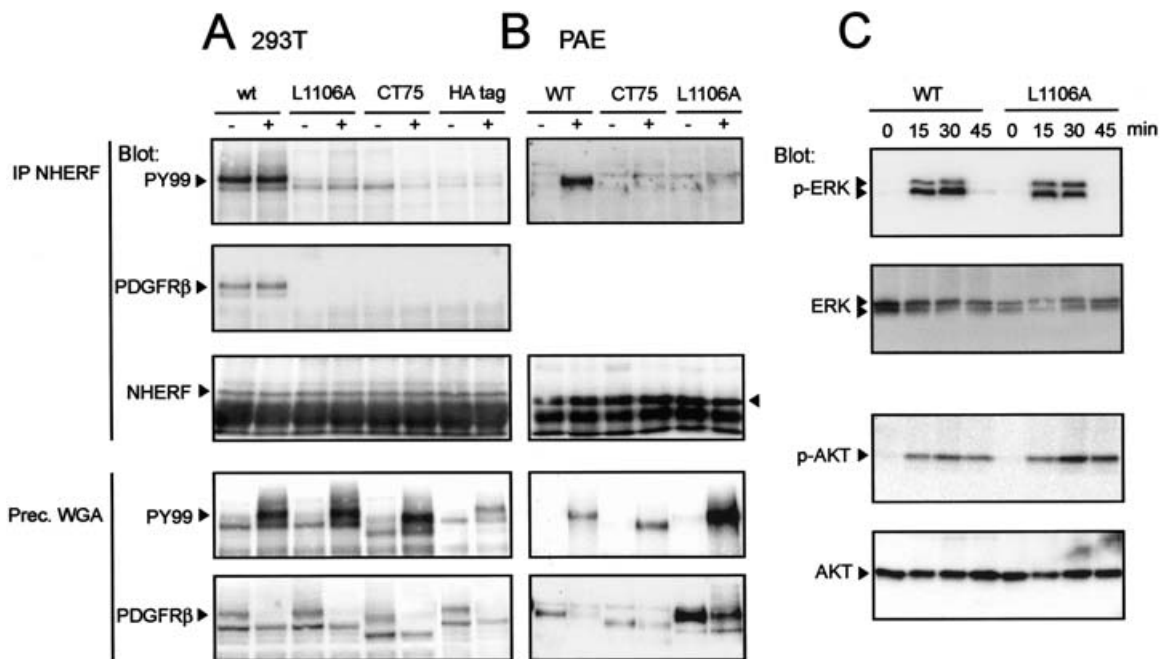 A 293T
B PAE
C
wt L1106A CT75 HA tag
- + - + - + - +
WT CT75 L1106A
- + - + - +
WT L1106A
0 15 30 45 0 15 30 45 min
IP NHERF
Blot:
PY99
PDGFRβ
NHERF
Prec. WGA
PY99
PDGFRβ
Blot:
p-ERK
ERK
p-AKT
AKT